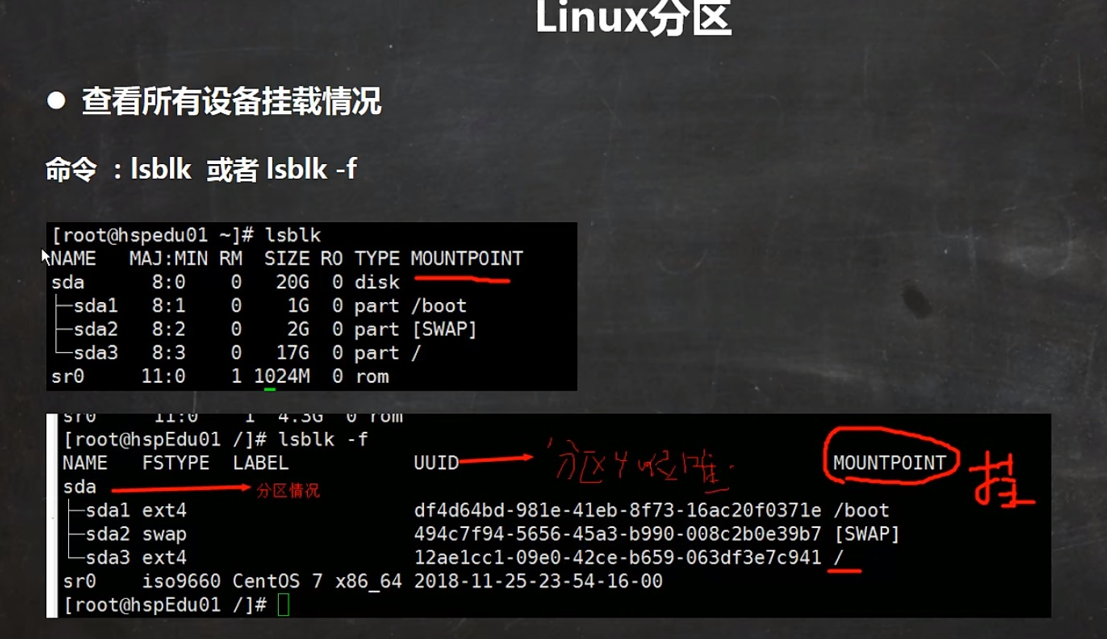 Linux分区
● 查看所有设备挂载情况
命令 ：lsblk 或者 lsblk -f
[root@hspedu01 ~]# lsblk
NAME MAJ:MIN RM SIZE RO TYPE MOUNTPOINT
sda 8:0 0 20G 0 disk
├─sda1 8:1 0 1G 0 part /boot
├─sda2 8:2 0 2G 0 part [SWAP]
└─sda3 8:3 0 17G 0 part /
sr0 11:0 1 1024M 0 rom
sr0 11:0 1 4.3G 0 rom
[root@hspEdu01 /]# lsblk -f
NAME FSTYPE LABEL UUID 分区 MOUNTPOINT
sda 分区情况
├─sda1 ext4 df4d64bd-981e-41eb-8f73-16ac20f0371e /boot
├─sda2 swap 494c7f94-5656-45a3-b990-008c2b0e39b7 [SWAP]
└─sda3 ext4 12ae1cc1-09e0-42ce-b659-063df3e7c941 /
sr0 iso9660 CentOS 7 x86_64 2018-11-25-23-54-16-00
[root@hspEdu01 /]#